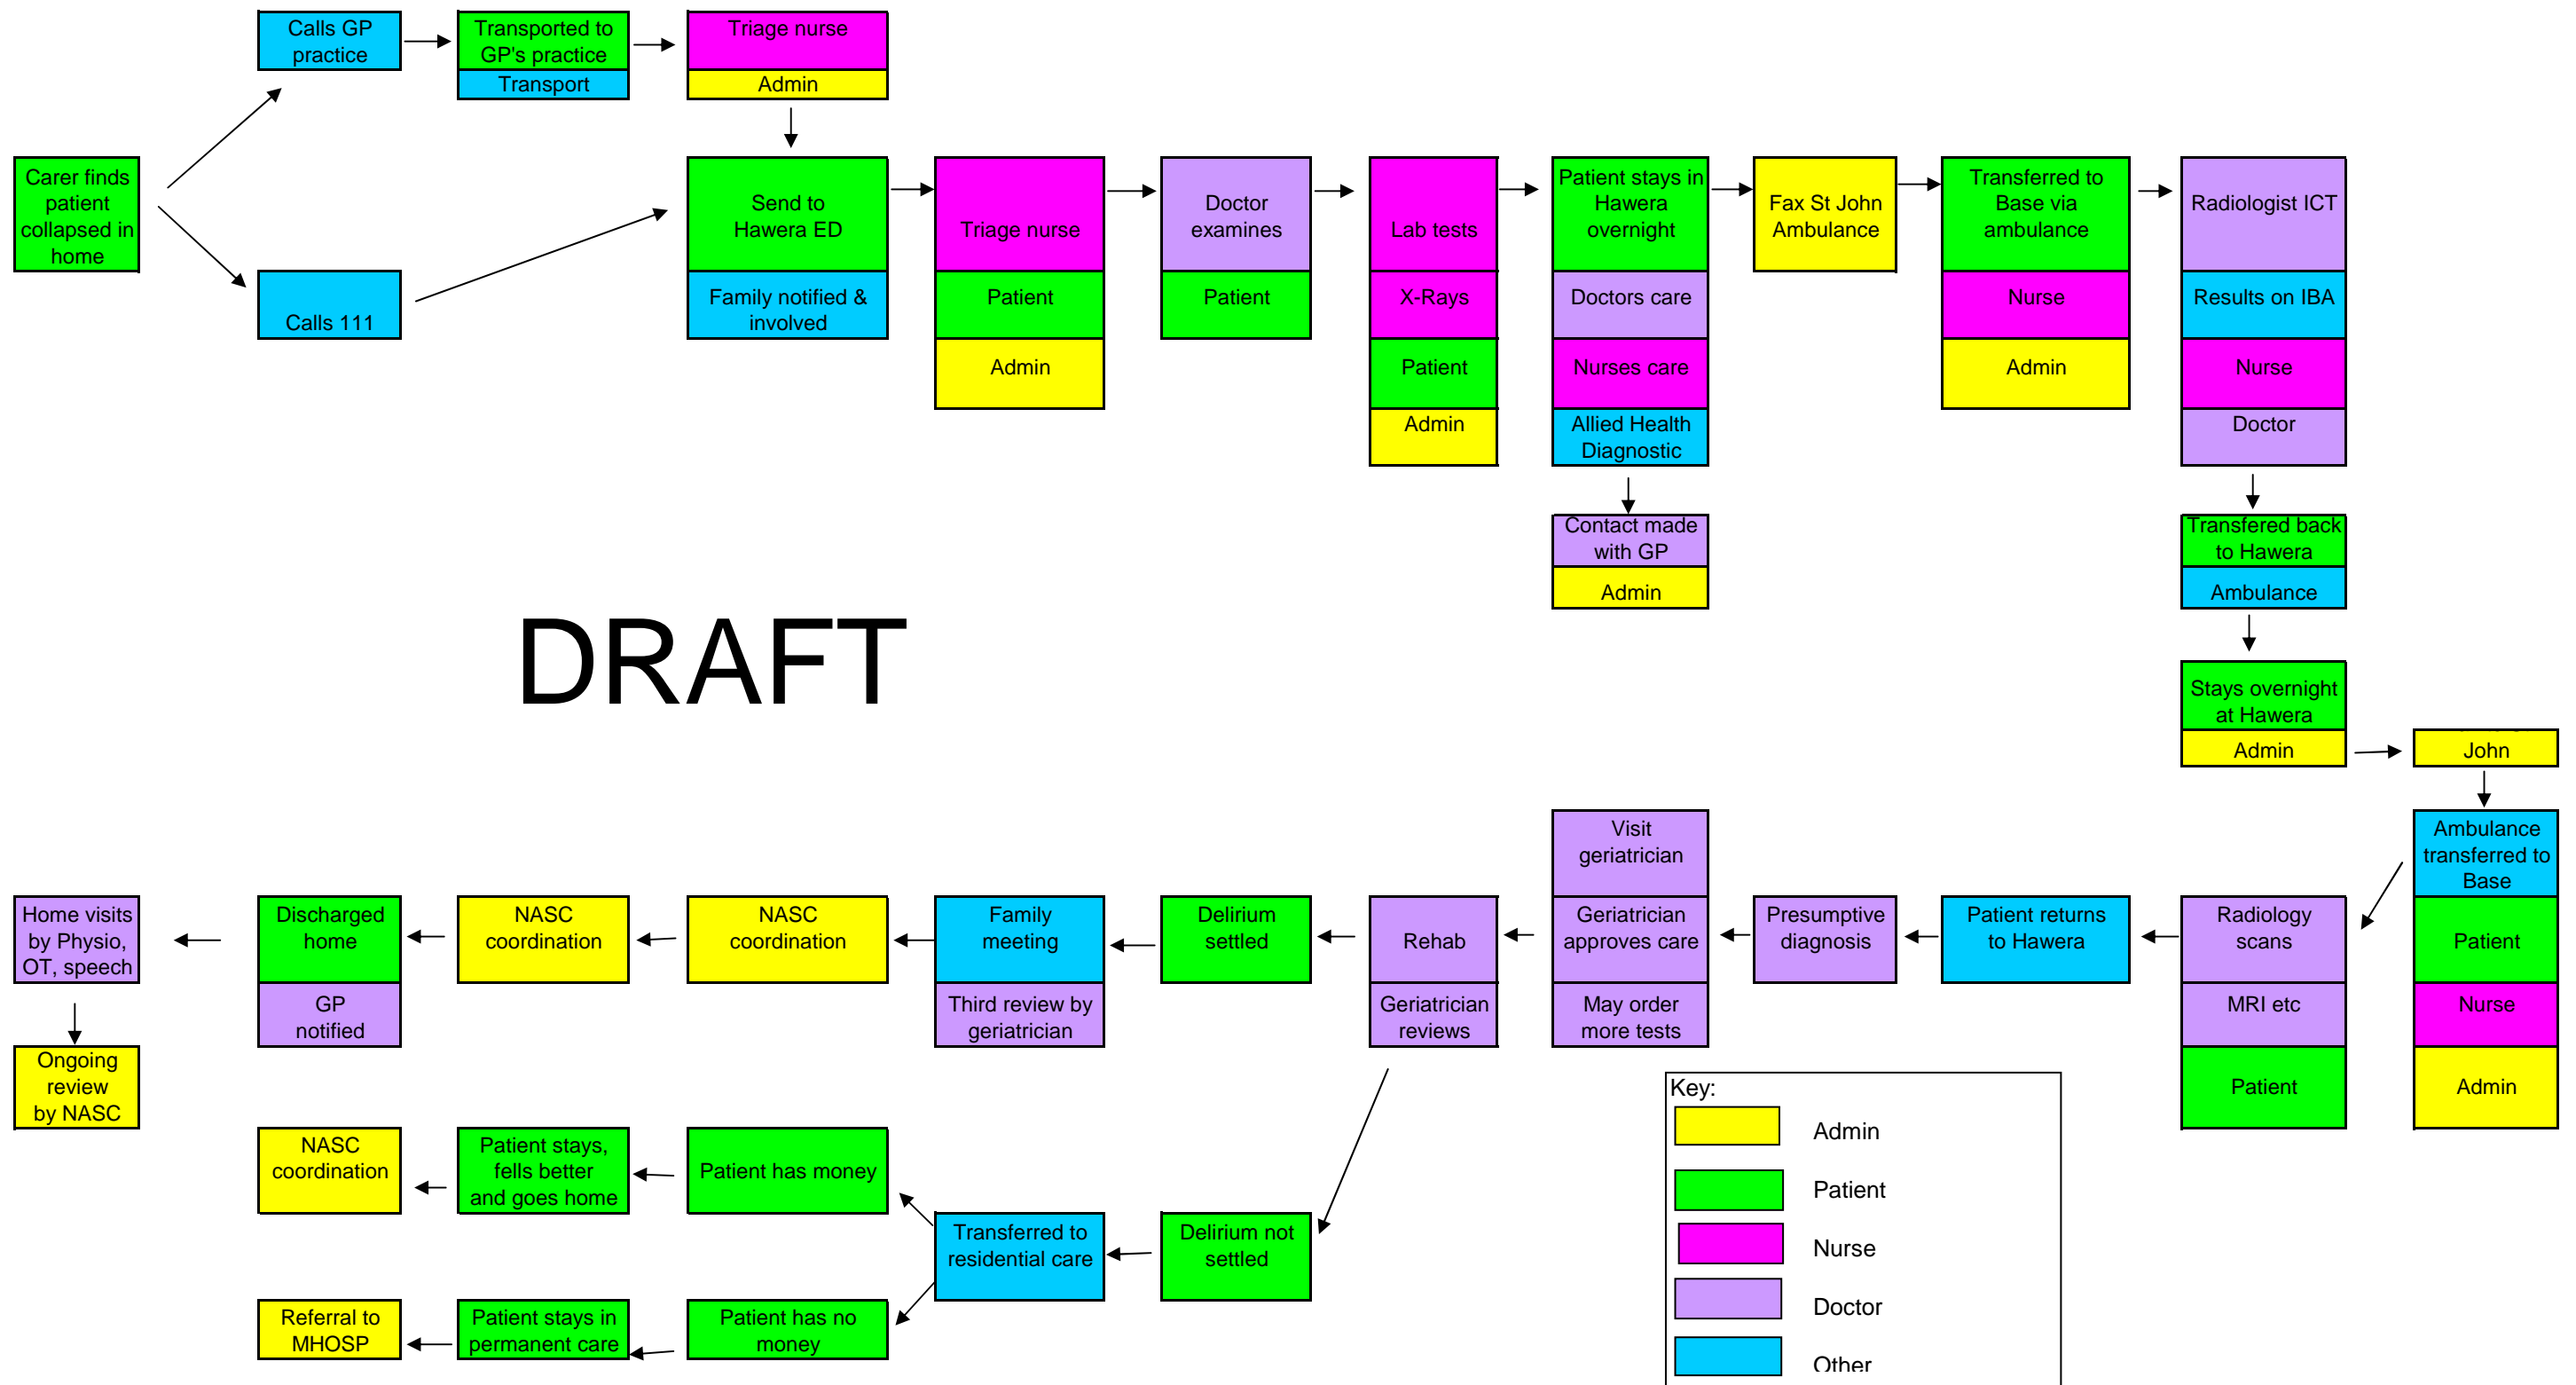 Calls GP
practice
Transported to
GP's practice
Transport
Triage nurse
Admin
Carer finds
patient
collapsed in
home
Calls 111
Send to
Hawera ED
Family notified &
involved
Triage nurse
Patient
Admin
Doctor
examines
Patient
Lab tests
X-Rays
Patient
Admin
Patient stays in
Hawera
overnight
Doctors care
Nurses care
Allied Health
Diagnostic
Contact made
with GP
Admin
Fax St John
Ambulance
Transferred to
Base via
ambulance
Nurse
Admin
Radiologist ICT
Results on IBA
Nurse
Doctor
Transfered back
to Hawera
Ambulance
Stays overnight
at Hawera
Admin
John
DRAFT
Ambulance
transferred to
Base
Patient
Nurse
Admin
Radiology
scans
MRI etc
Patient
Patient returns
to Hawera
Presumptive
diagnosis
Visit
geriatrician
Geriatrician
approves care
May order
more tests
Rehab
Geriatrician
reviews
Delirium
settled
Family
meeting
Third review by
geriatrician
NASC
coordination
NASC
coordination
Discharged
home
GP
notified
Home visits
by Physio,
OT, speech
Ongoing
review
by NASC
Delirium not
settled
Transferred to
residential care
Patient has money
Patient stays,
fells better
and goes home
NASC
coordination
Patient has no
money
Patient stays in
permanent care
Referral to
MHOSP
Key:
Admin
Patient
Nurse
Doctor
Other